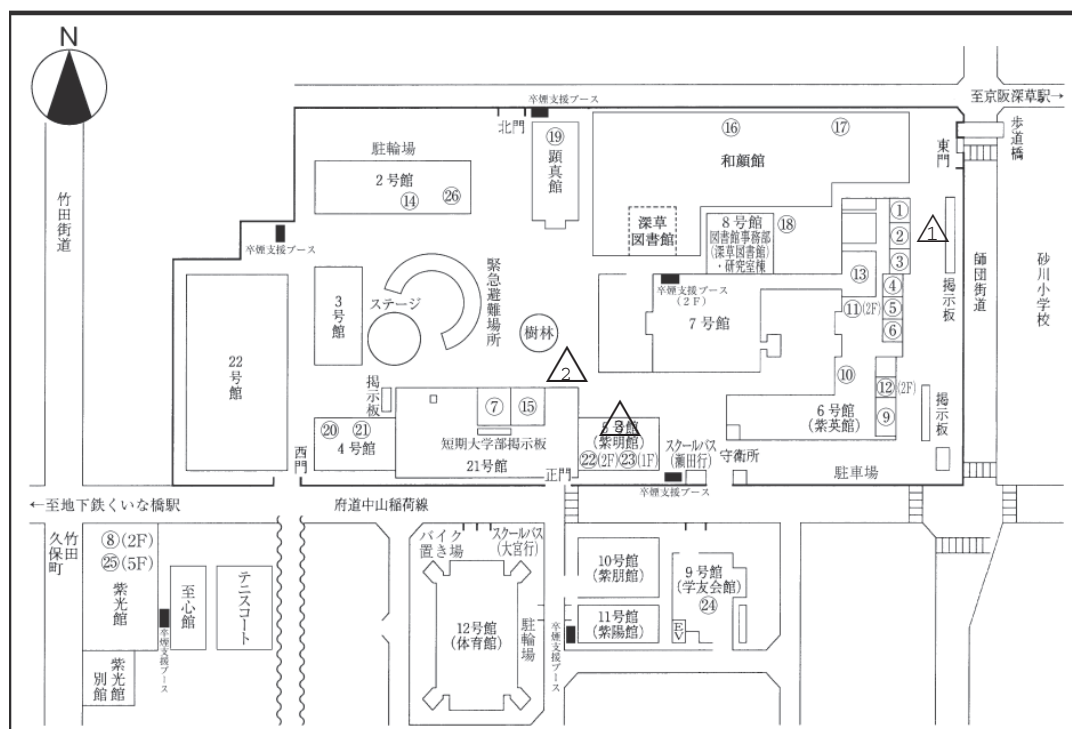 N
卒煙支援ブース
至京阪深草駅→
北門
歩道橋
東門
⑯
⑰
⑲
顕真館
和顔館
駐輪場
2号館
⑭
㉖
竹田街道
卒煙支援ブース
深草
図書館
8号館
図書館事務部
(深草図書館)
・研究室棟
⑱
①
②
③
1
掲示板
師団街道
砂川小学校
⑬
④
⑤
⑥
⑪(2F)
卒煙支援ブース
(2F)
7号館
緊急避難場所
ステージ
3号館
樹林
22号館
2
⑩
⑫(2F)
⑨
掲示板
6号館
(紫英館)
掲示板
⑦
⑮
短期大学部掲示板
21号館
⑳
㉑
4号館
3
5号館
(紫明館)
㉒(2F)㉓(1F)
スクールバス
(瀬田行)
守衛所
駐車場
西門
正門
卒煙支援ブース
←至地下鉄くいな橋駅
府道中山稲荷線
竹田
久保町
⑧(2F)
㉕(5F)
紫光館
至心館
テニスコート
卒煙支援ブース
紫光館
別館
バイク
置き場
スクールバス
(大宮行)
12号館
(体育館)
駐輪場
卒煙支援ブース
10号館
(紫朋館)
11号館
(紫陽館)
9号館
(学友会館)
㉔
EV